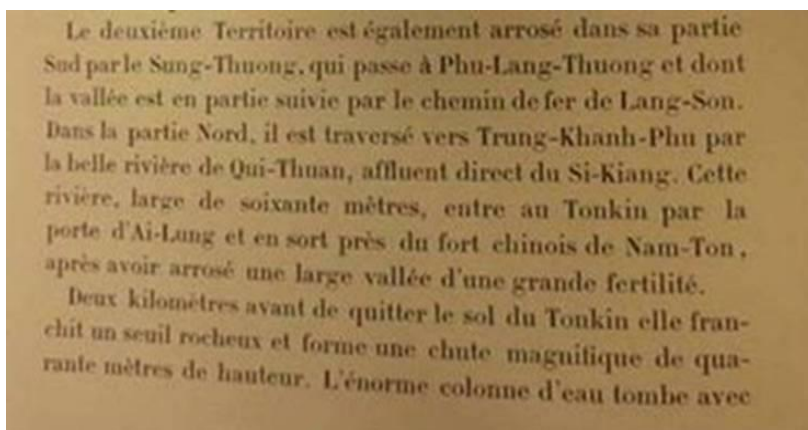 Le deuxième Territoire est également arrosé dans sa partie
Sud par le Sung-Thuong, qui passe à Phu-Lang-Thuong et dont
la vallée est en partie suivie par le chemin de fer de Lang-Son.
Dans la partie Nord, il est traversé vers Trung-Khanh-Phu par
la belle rivière de Qui-Thuan, affluent direct du Si-Kiang. Cette
rivière, large de soixante mètres, entre au Tonkin par la
porte d'Ai-Lung et en sort près du fort chinois de Nam-Ton,
après avoir arrosé une large vallée d'une grande fertilité.
Deux kilomètres avant de quitter le sol du Tonkin elle fran-
chit un seuil rocheux et forme une chute magnifique de qua-
rante mètres de hauteur. L'énorme colonne d'eau tombe avec